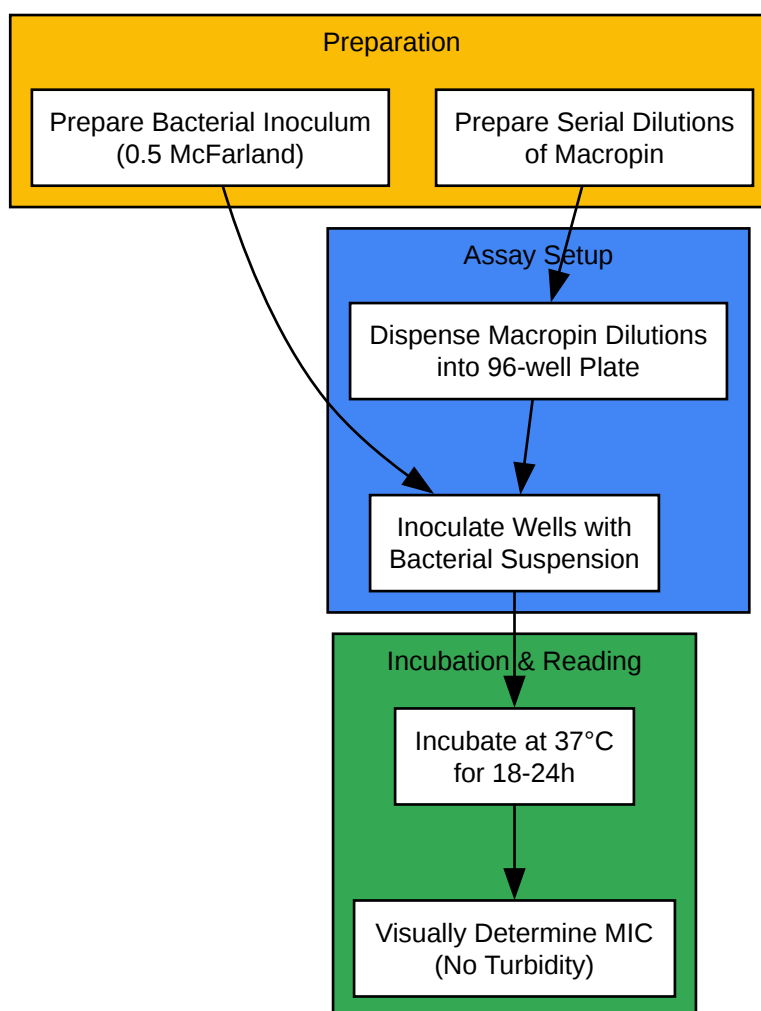 Preparation
Prepare Bacterial Inoculum
(0.5 McFarland)
Prepare Serial Dilutions
of Macropin
Assay Setup
Dispense Macropin Dilutions
into 96-well Plate
Inoculate Wells with
Bacterial Suspension
Incubation & Reading
Incubate at 37°C
for 18-24h
Visually Determine MIC
(No Turbidity)